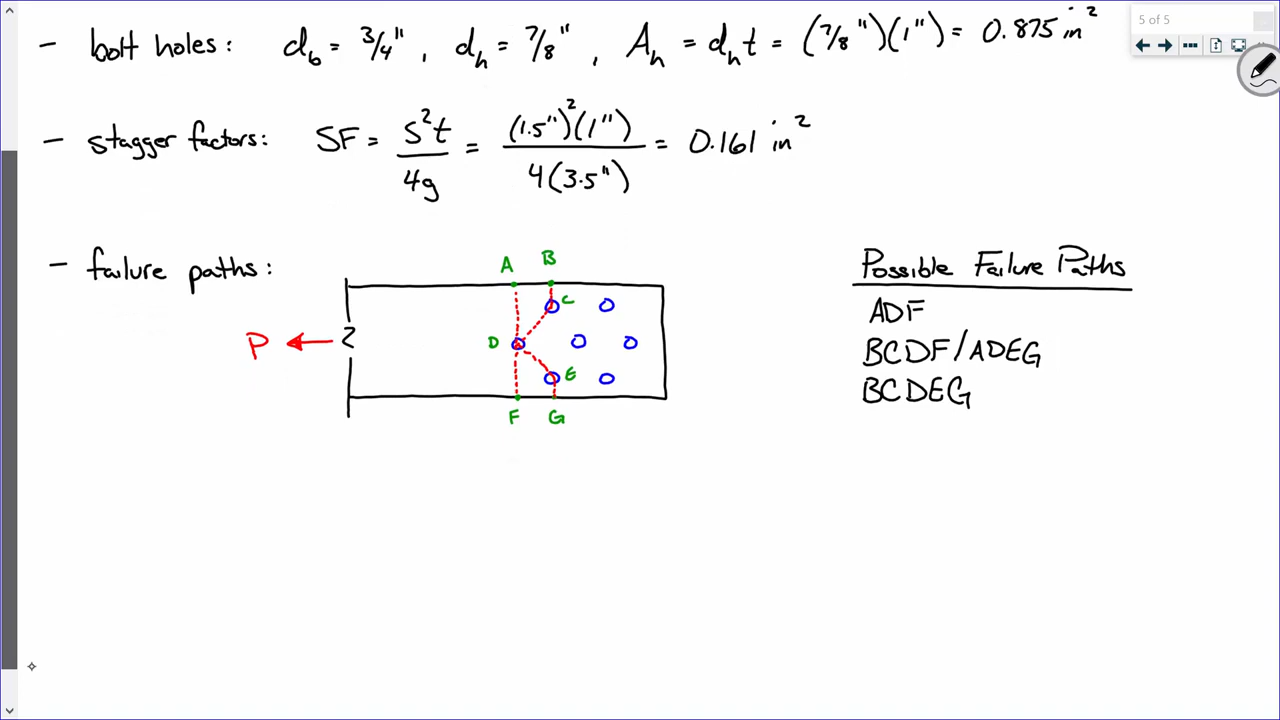 5 of 5
- bolt holes: d_b = 3/4", d_h = 7/8", A_h = d_h t = (7/8")(1") = 0.875 in²
- stagger factors: SF = S²t / 4g = (1.5")²(1") / 4(3.5") = 0.161 in²
- failure paths:
A B
C
P
D
E
F G
Possible Failure Paths
ADF
BCDF/ADEG
BCDEG